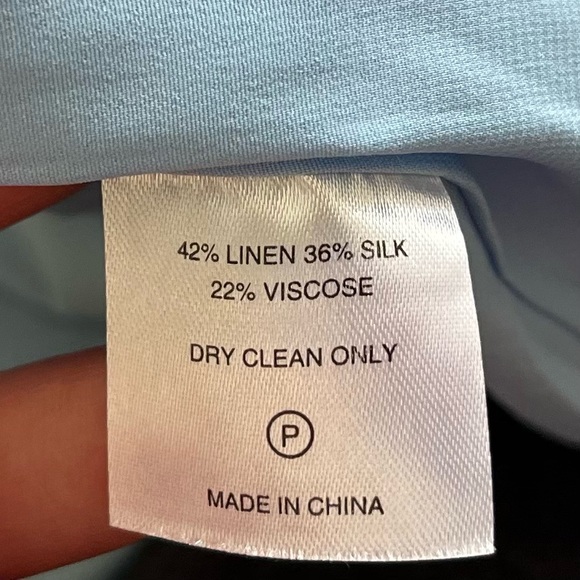 42% LINEN 36% SILK
22% VISCOSE
DRY CLEAN ONLY
P
MADE IN CHINA